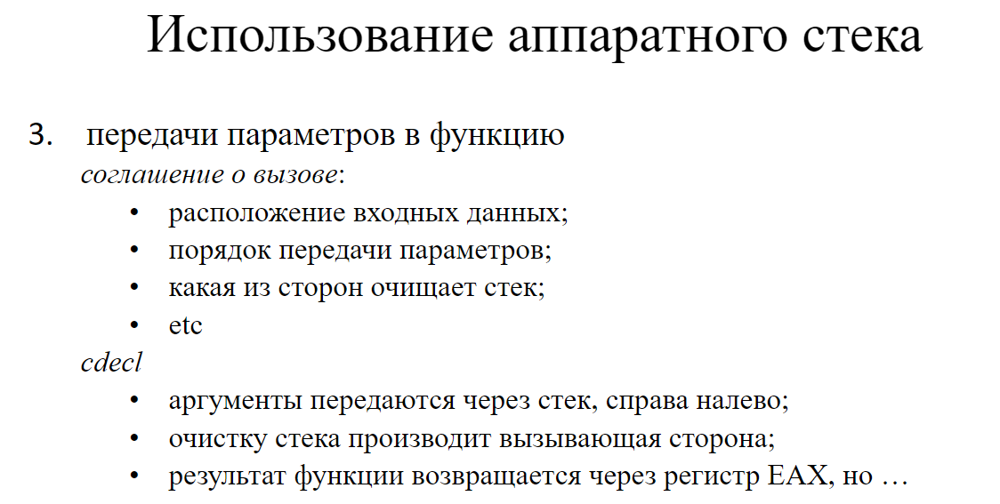 Использование аппаратного стека
3. передачи параметров в функцию
соглашение о вызове:
• расположение входных данных;
• порядок передачи параметров;
• какая из сторон очищает стек;
• etc
cdecl
• аргументы передаются через стек, справа налево;
• очистку стека производит вызывающая сторона;
• результат функции возвращается через регистр EAX, но …